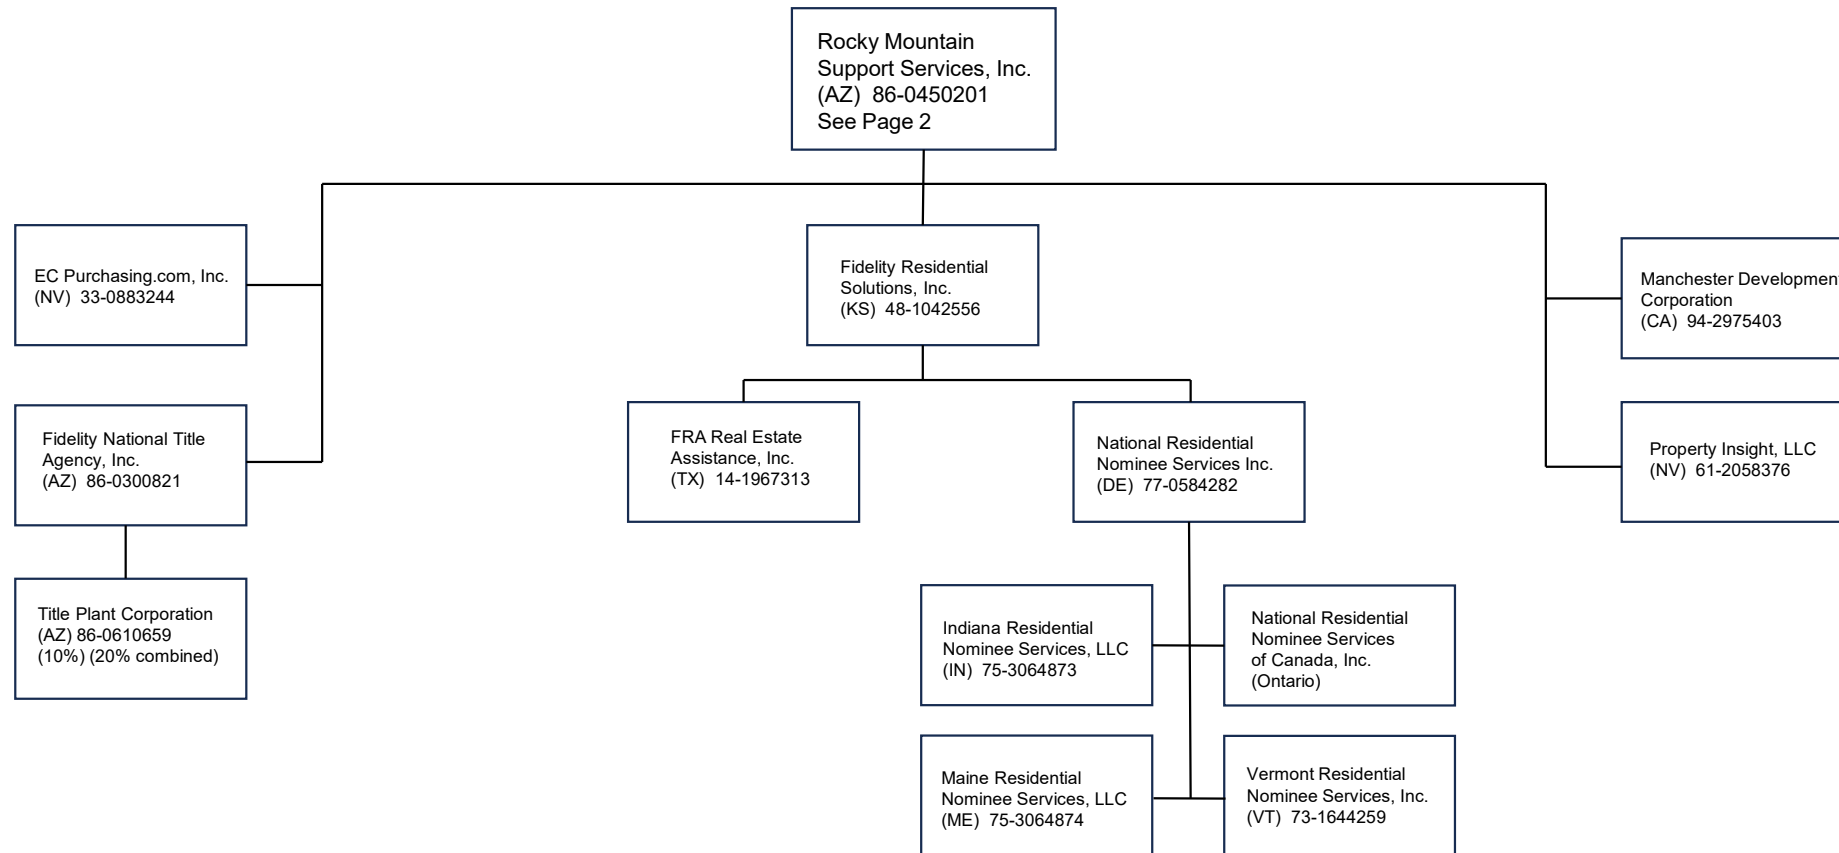 Rocky Mountain
Support Services, Inc.
(AZ) 86-0450201
See Page 2
EC Purchasing.com, Inc.
(NV) 33-0883244
Fidelity Residential
Solutions, Inc.
(KS) 48-1042556
Manchester Development
Corporation
(CA) 94-2975403
Fidelity National Title
Agency, Inc.
(AZ) 86-0300821
FRA Real Estate
Assistance, Inc.
(TX) 14-1967313
National Residential
Nominee Services Inc.
(DE) 77-0584282
Property Insight, LLC
(NV) 61-2058376
Title Plant Corporation
(AZ) 86-0610659
(10%) (20% combined)
Indiana Residential
Nominee Services, LLC
(IN) 75-3064873
National Residential
Nominee Services
of Canada, Inc.
(Ontario)
Maine Residential
Nominee Services, LLC
(ME) 75-3064874
Vermont Residential
Nominee Services, Inc.
(VT) 73-1644259